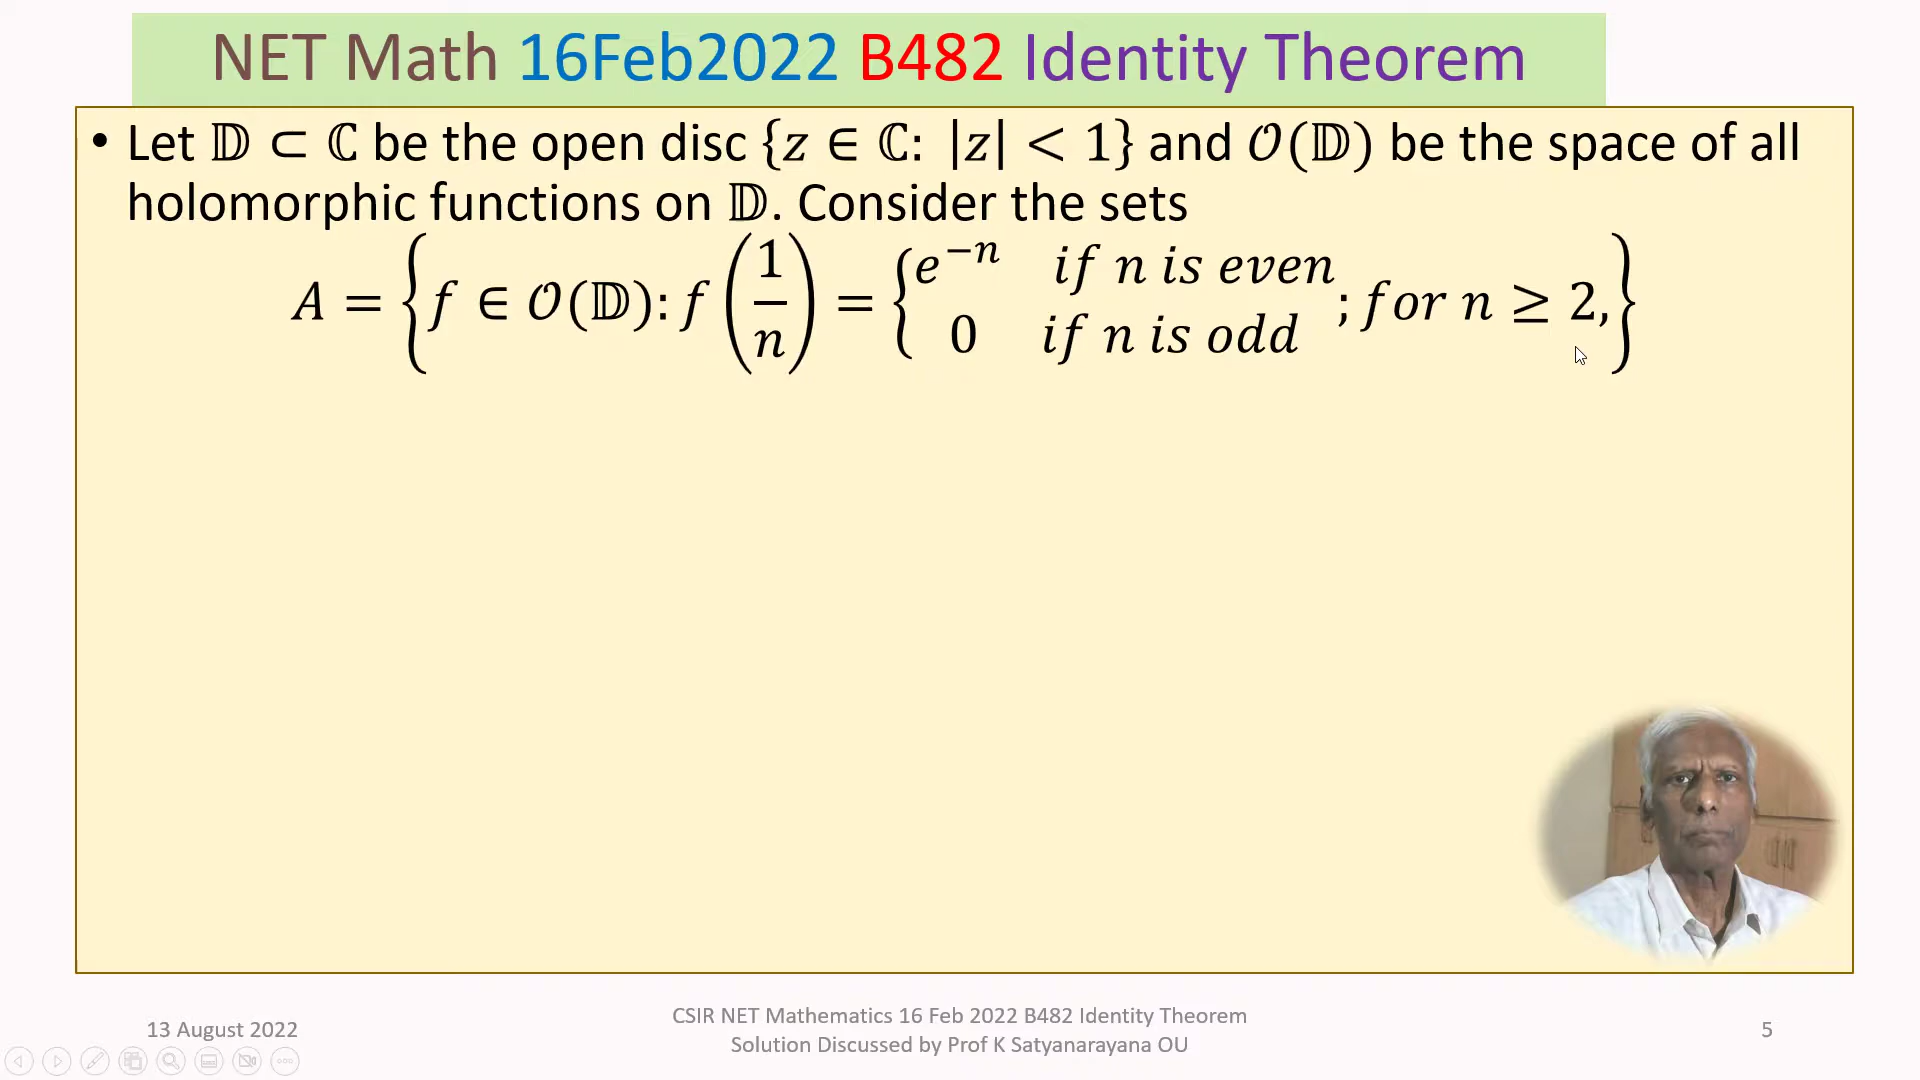 NET Math 16Feb2022 B482 Identity Theorem
• Let 𝔻 ⊂ ℂ be the open disc {z ∈ ℂ: |z| < 1} and 𝒪(𝔻) be the space of all
holomorphic functions on 𝔻. Consider the sets
A = { f ∈ 𝒪(𝔻): f (1/n) = { e^{−n} if n is even 0 if n is odd ; for n ≥ 2, }
13 August 2022
CSIR NET Mathematics 16 Feb 2022 B482 Identity Theorem
Solution Discussed by Prof K Satyanarayana OU
5